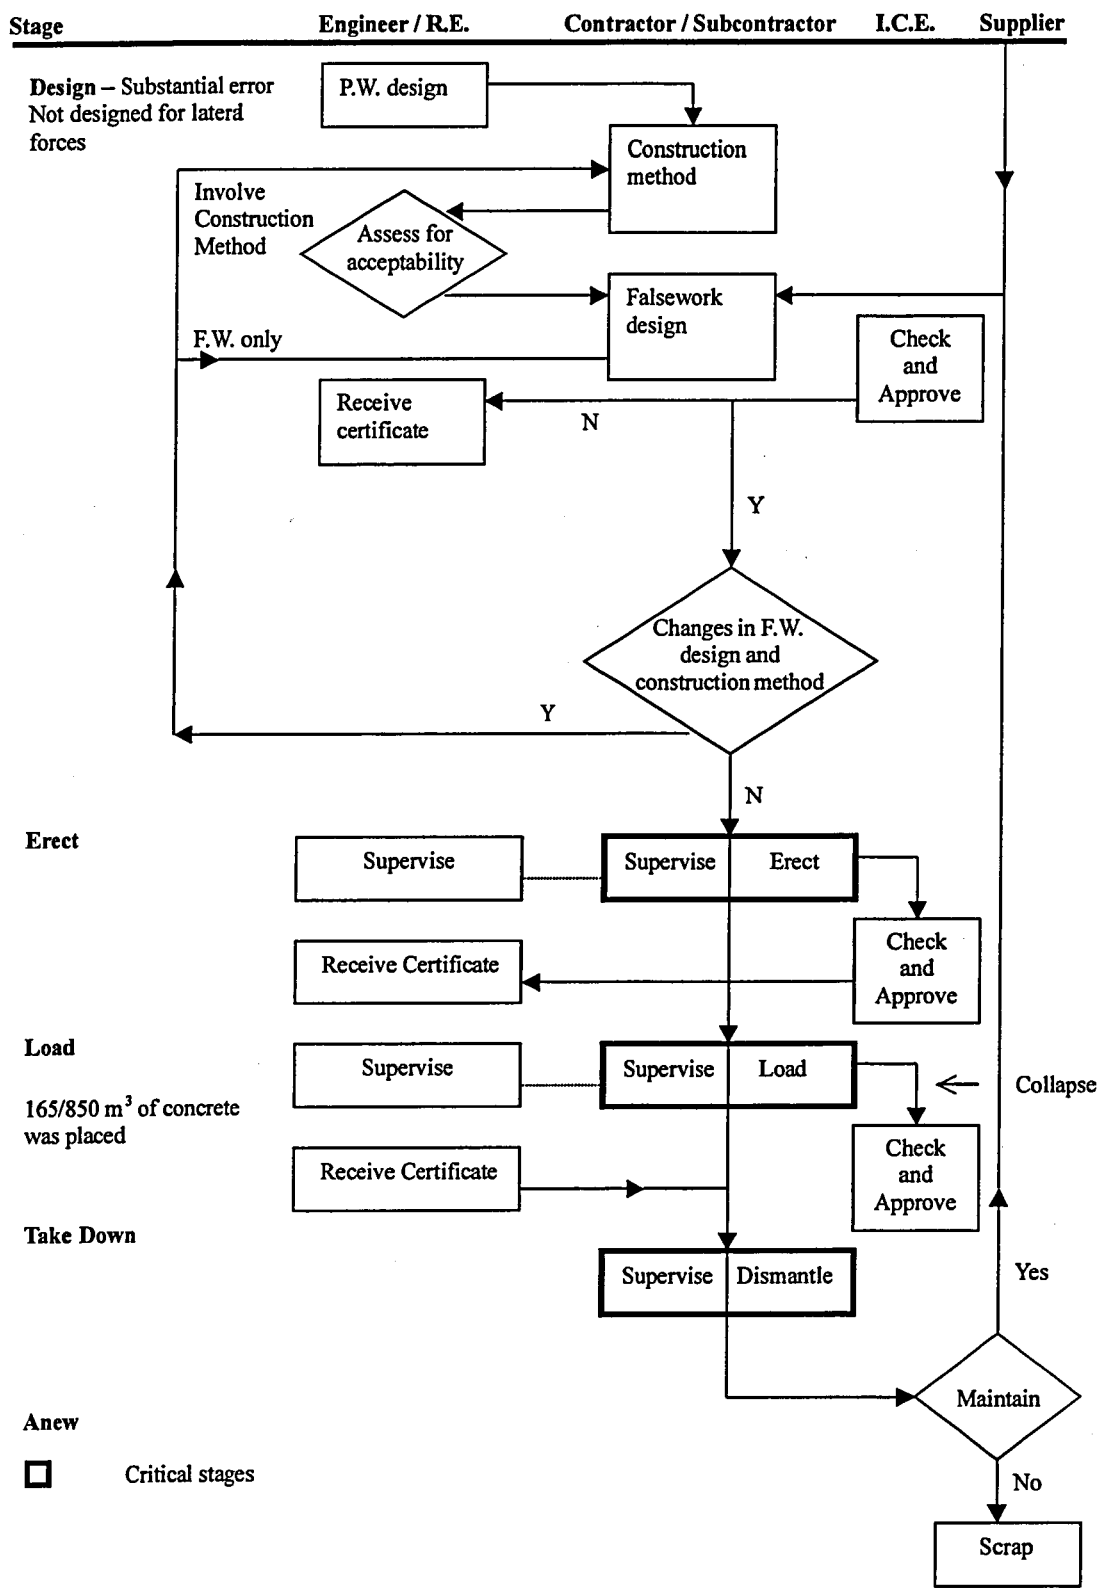 Stage Engineer / R.E. Contractor / Subcontractor I.C.E. Supplier
Design – Substantial error
Not designed for laterd
forces
P.W. design
Construction
method
Involve
Construction
Method
Assess for
acceptability
Falsework
design
F.W. only
Check
and
Approve
Receive
certificate
N
Y
Changes in F.W.
design and
construction method
Y
N
Erect
Supervise
Supervise
Erect
Receive Certificate
Check
and
Approve
Load
165/850 m³ of concrete
was placed
Supervise
Supervise
Load
Collapse
Receive Certificate
Check
and
Approve
Take Down
Supervise
Dismantle
Yes
Maintain
Anew
Critical stages
No
Scrap